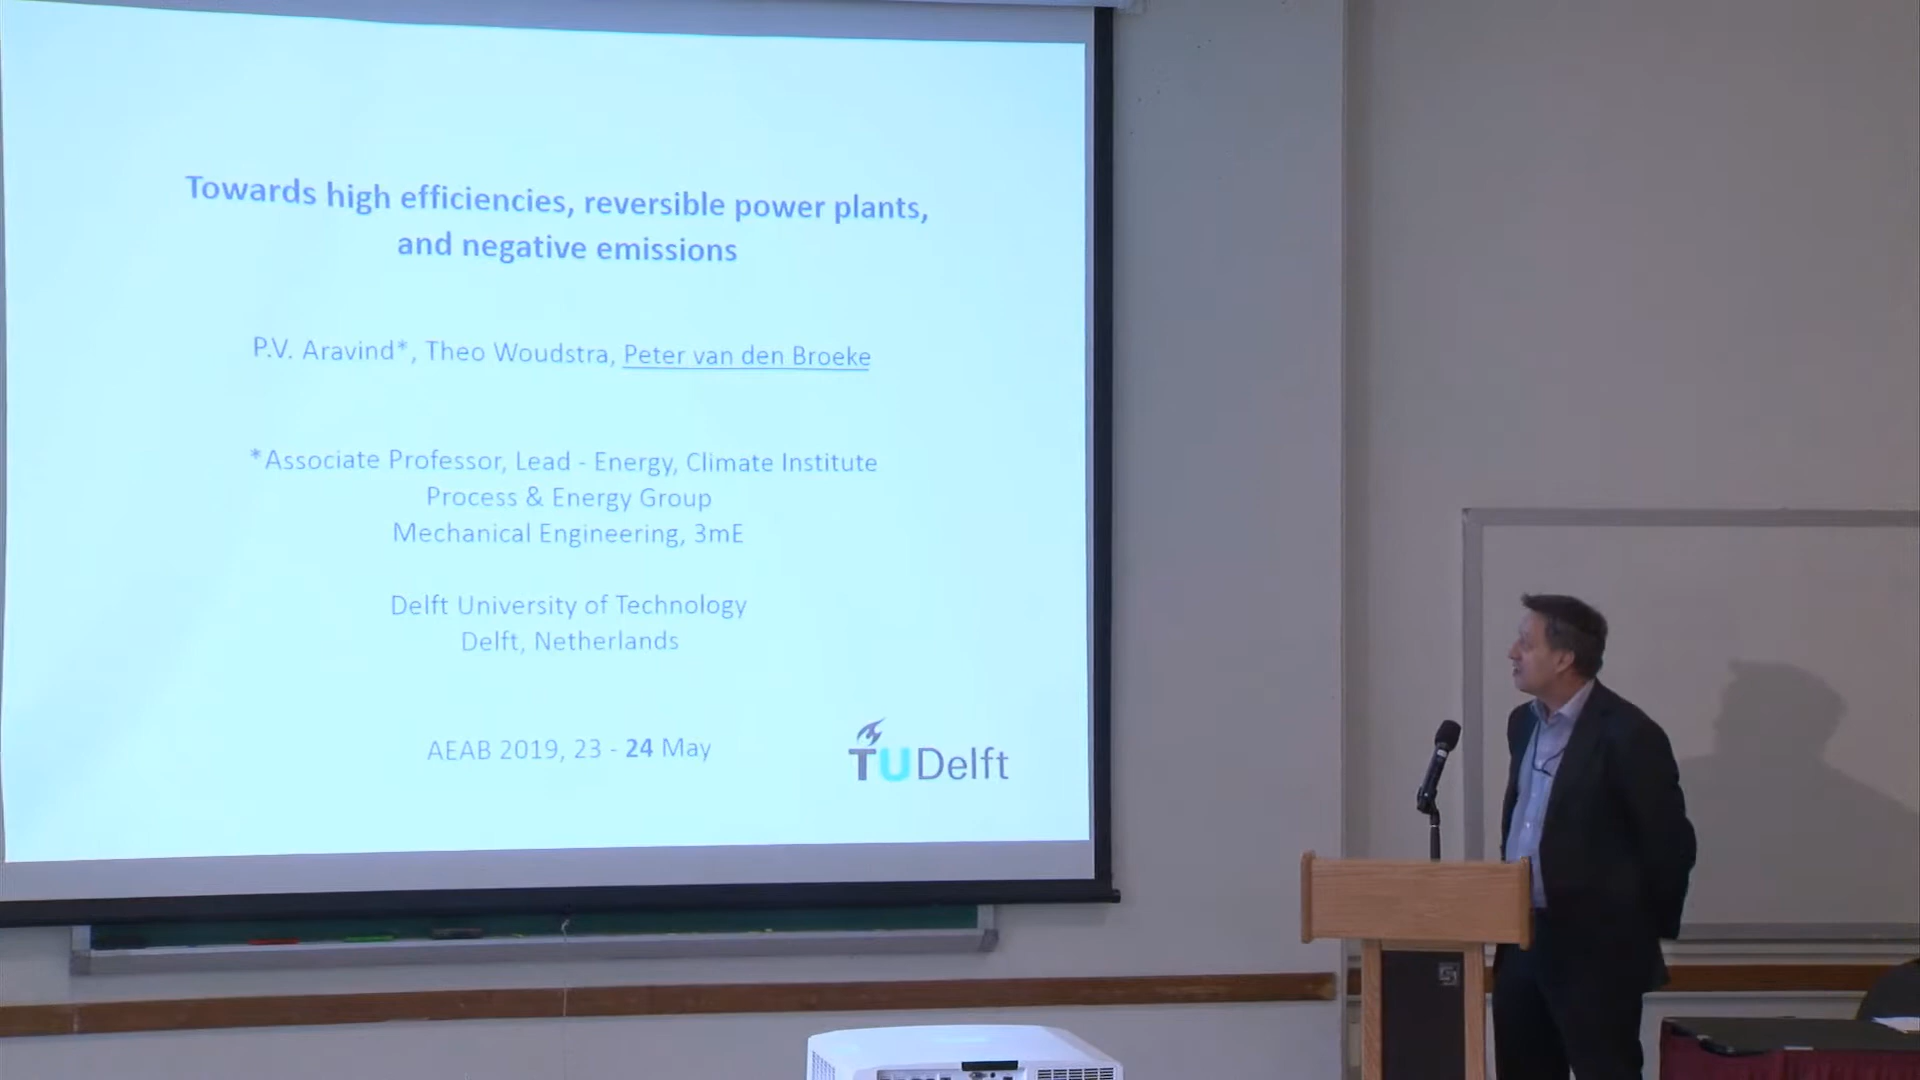 Towards high efficiencies, reversible power plants,
and negative emissions
P.V. Aravind*, Theo Woudstra, Peter van den Broeke
*Associate Professor, Lead - Energy, Climate Institute
Process & Energy Group
Mechanical Engineering, 3mE
Delft University of Technology
Delft, Netherlands
AEAB 2019, 23 - 24 May
TUDelft